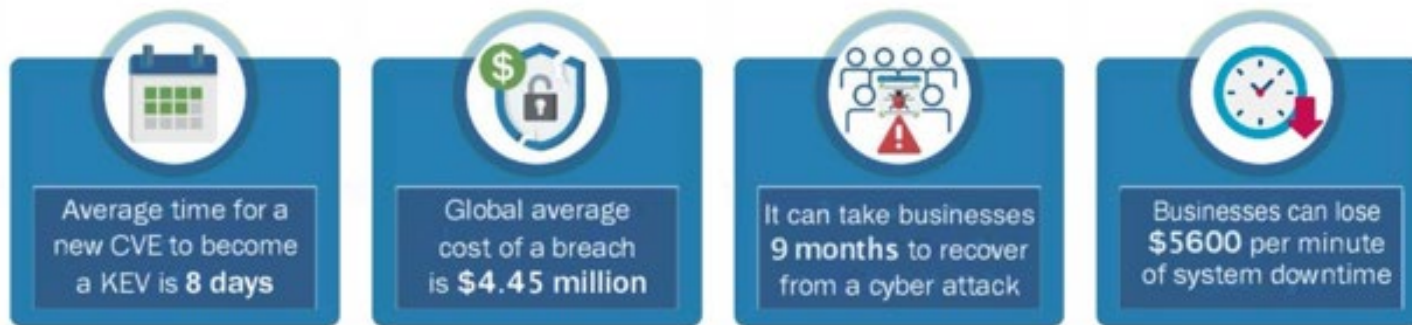 Average time for a
new CVE to become
a KEV is 8 days
Global average
cost of a breach
is $4.45 million
It can take businesses
9 months to recover
from a cyber attack
Businesses can lose
$5600 per minute
of system downtime
$